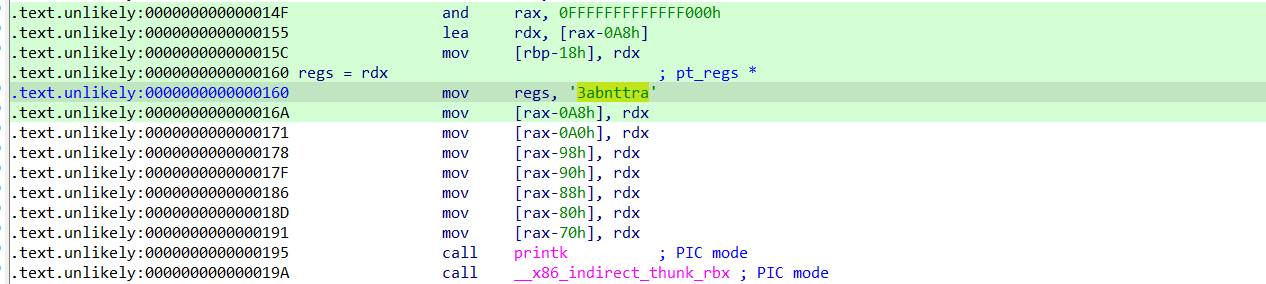 .text.unlikely:000000000000014F and rax, 0FFFFFFFFFFFFF000h
.text.unlikely:0000000000000155 lea rdx, [rax-0A8h]
.text.unlikely:000000000000015C mov [rbp-18h], rdx
.text.unlikely:0000000000000160 regs = rdx ; pt_regs *
.text.unlikely:0000000000000160 mov regs, '3abnttra'
.text.unlikely:000000000000016A mov [rax-0A8h], rdx
.text.unlikely:0000000000000171 mov [rax-0A0h], rdx
.text.unlikely:0000000000000178 mov [rax-98h], rdx
.text.unlikely:000000000000017F mov [rax-90h], rdx
.text.unlikely:0000000000000186 mov [rax-88h], rdx
.text.unlikely:000000000000018D mov [rax-80h], rdx
.text.unlikely:0000000000000191 mov [rax-70h], rdx
.text.unlikely:0000000000000195 call printk ; PIC mode
.text.unlikely:000000000000019A call __x86_indirect_thunk_rbx ; PIC mode